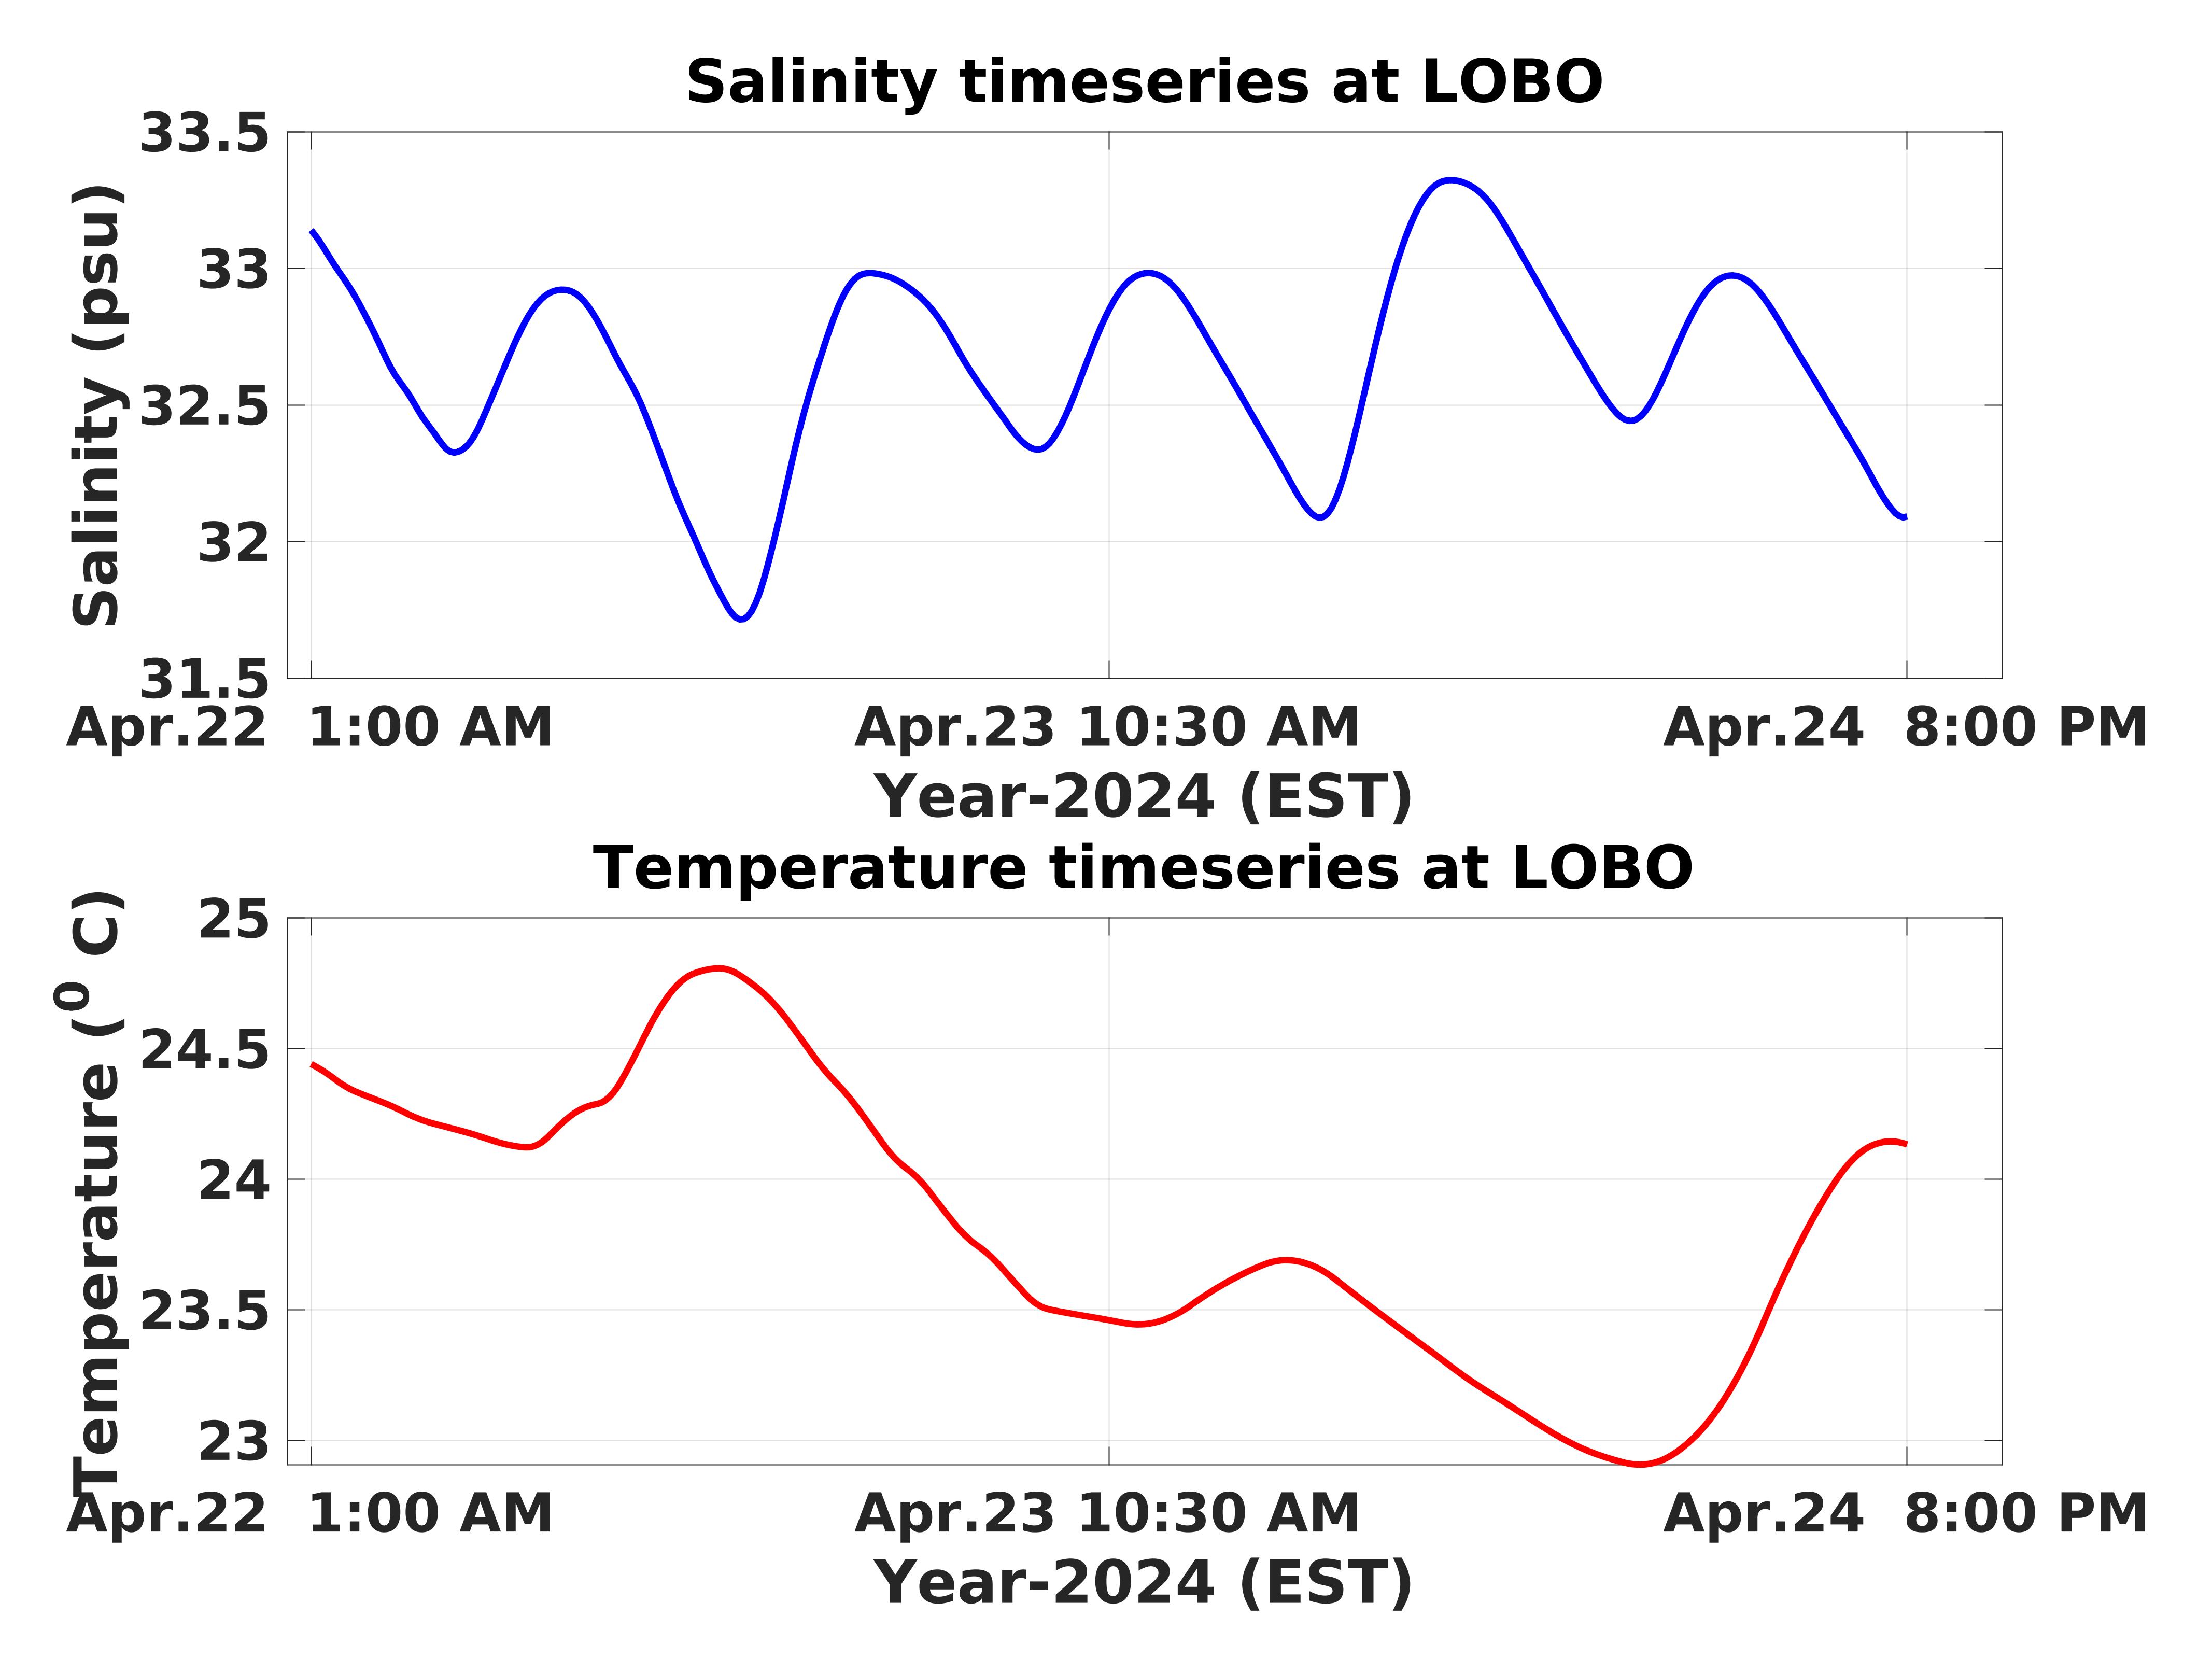 Salinity timeseries at LOBO
Salinity (psu)
33.5
33
32.5
32
31.5
Apr.22 1:00 AM Apr.23 10:30 AM Apr.24 8:00 PM
Year-2024 (EST)
Temperature timeseries at LOBO
Temperature (⁰ C)
25
24.5
24
23.5
23
Apr.22 1:00 AM Apr.23 10:30 AM Apr.24 8:00 PM
Year-2024 (EST)